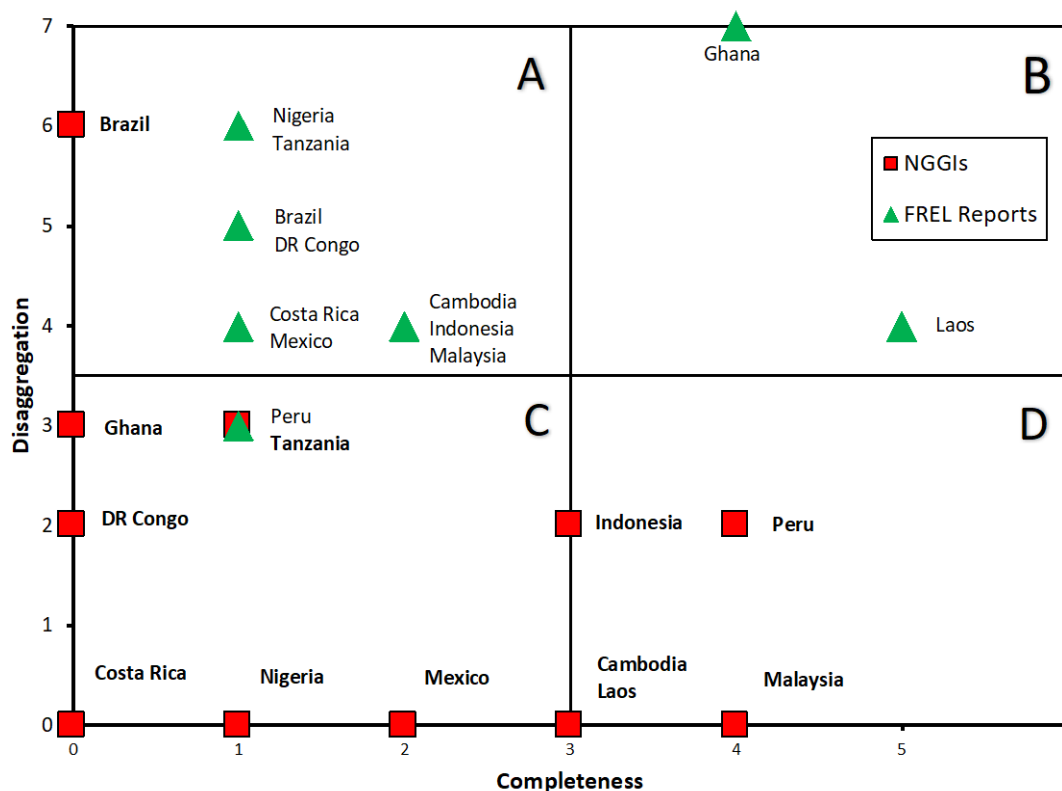 7
Ghana
A
B
6
Brazil
Nigeria
Tanzania
NGGIs
FREL Reports
5
Brazil
DR Congo
4
Costa Rica
Mexico
Cambodia
Indonesia
Malaysia
Laos
Disaggregation
3
Ghana
Peru
Tanzania
C
D
2
DR Congo
Indonesia
Peru
1
Costa Rica
Nigeria
Mexico
Cambodia
Laos
Malaysia
0
0 1 2 3 4 5
Completeness